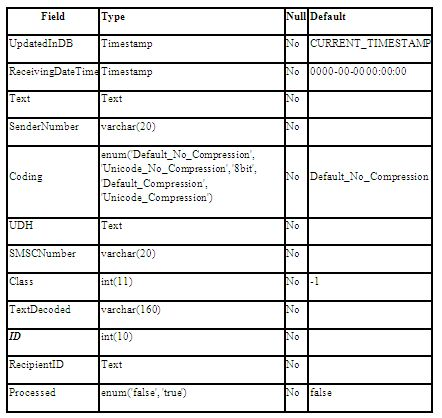 Field Type Null Default
UpdatedInDB Timestamp No CURRENT_TIMESTAMP
ReceivingDateTime Timestamp No 0000-00-0000:00:00
Text Text No
SenderNumber varchar(20) No
Coding enum('Default_No_Compression', 'Unicode_No_Compression', '8bit', 'Default_Compression', 'Unicode_Compression') No Default_No_Compression
UDH Text No
SMSCNumber varchar(20) No
Class int(11) No -1
TextDecoded varchar(160) No
ID int(10) No
RecipientID Text No
Processed enum('false', 'true') No false